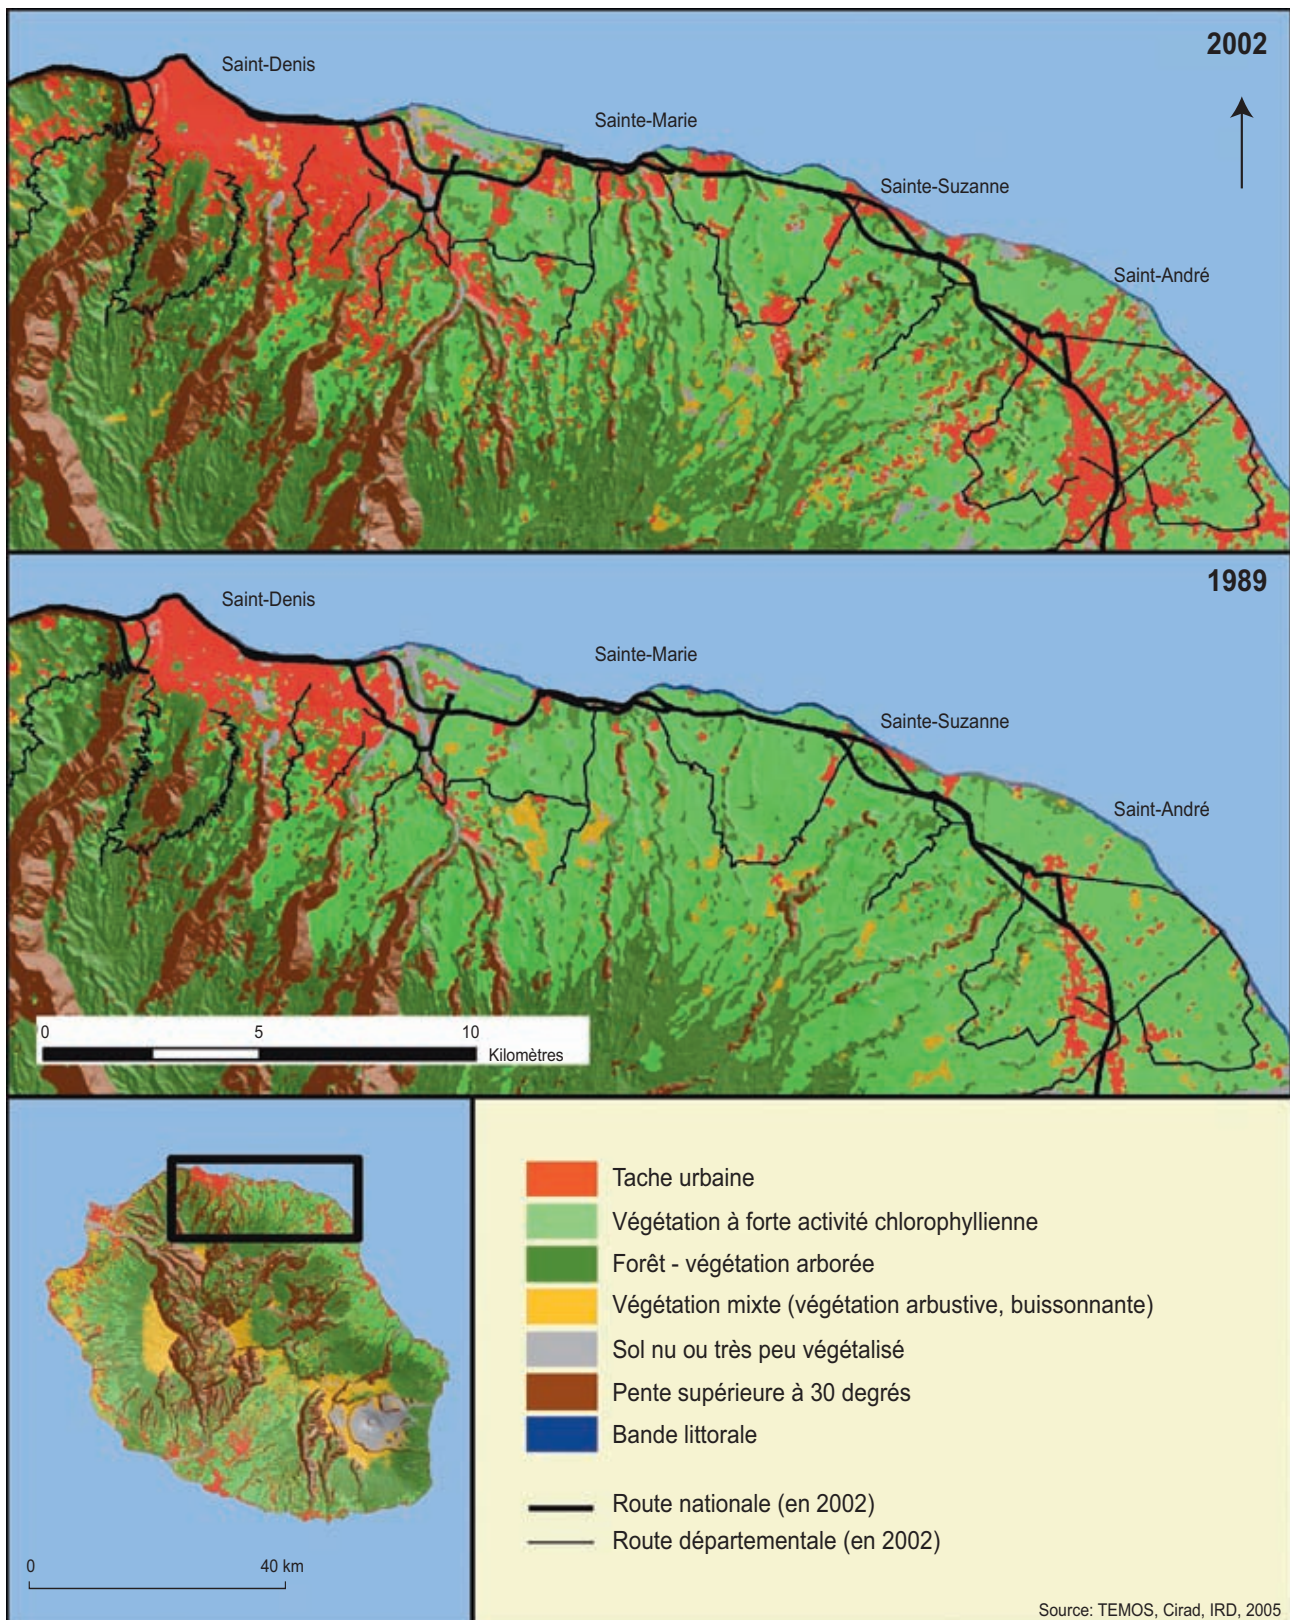 2002
Saint-Denis
Sainte-Marie
Sainte-Suzanne
Saint-André
1989
Saint-Denis
Sainte-Marie
Sainte-Suzanne
Saint-André
0 5 10
Kilomètres
Tache urbaine
Végétation à forte activité chlorophyllienne
Forêt - végétation arborée
Végétation mixte (végétation arbustive, buissonnante)
Sol nu ou très peu végétalisé
Pente supérieure à 30 degrés
Bande littorale
Route nationale (en 2002)
Route départementale (en 2002)
0 40 km
Source: TEMOS, Cirad, IRD, 2005